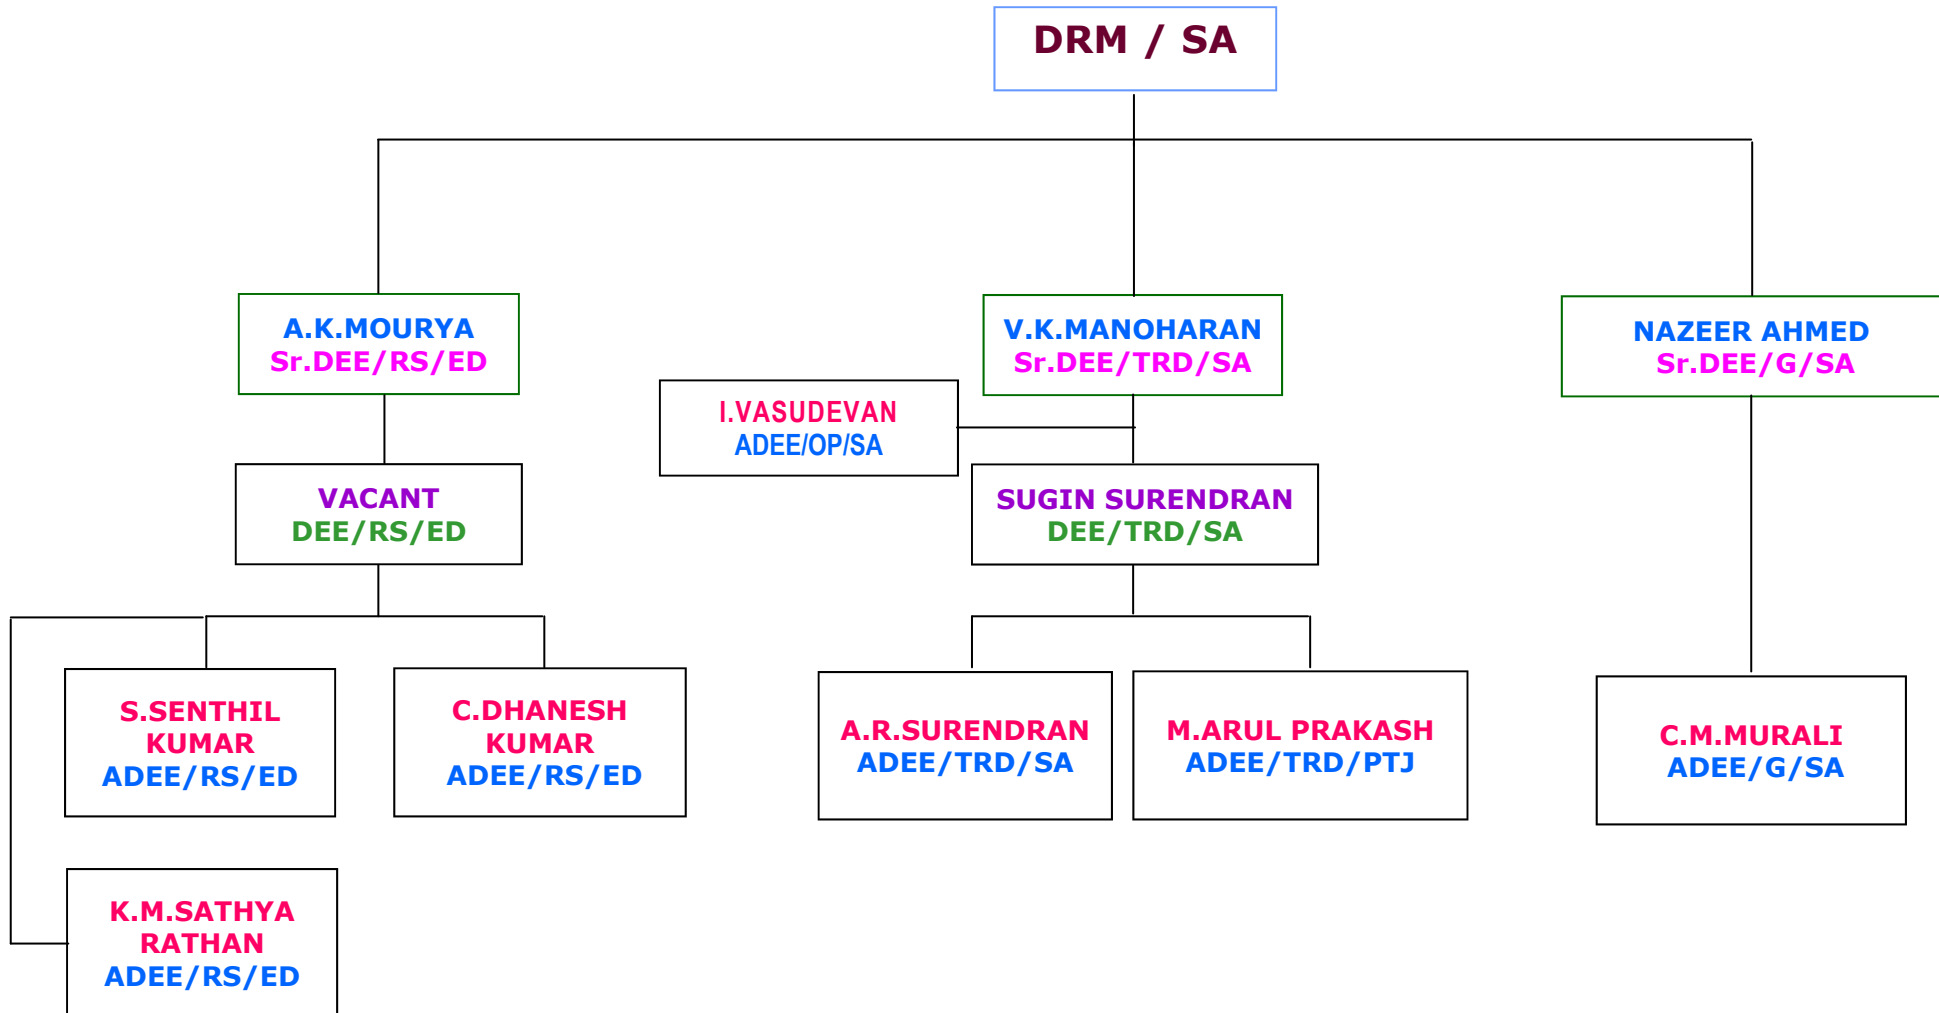 DRM / SA
A.K.MOURYA
Sr.DEE/RS/ED
V.K.MANOHARAN
Sr.DEE/TRD/SA
NAZEER AHMED
Sr.DEE/G/SA
I.VASUDEVAN
ADEE/OP/SA
VACANT
DEE/RS/ED
SUGIN SURENDRAN
DEE/TRD/SA
S.SENTHIL
KUMAR
ADEE/RS/ED
C.DHANESH
KUMAR
ADEE/RS/ED
A.R.SURENDRAN
ADEE/TRD/SA
M.ARUL PRAKASH
ADEE/TRD/PTJ
C.M.MURALI
ADEE/G/SA
K.M.SATHYA
RATHAN
ADEE/RS/ED